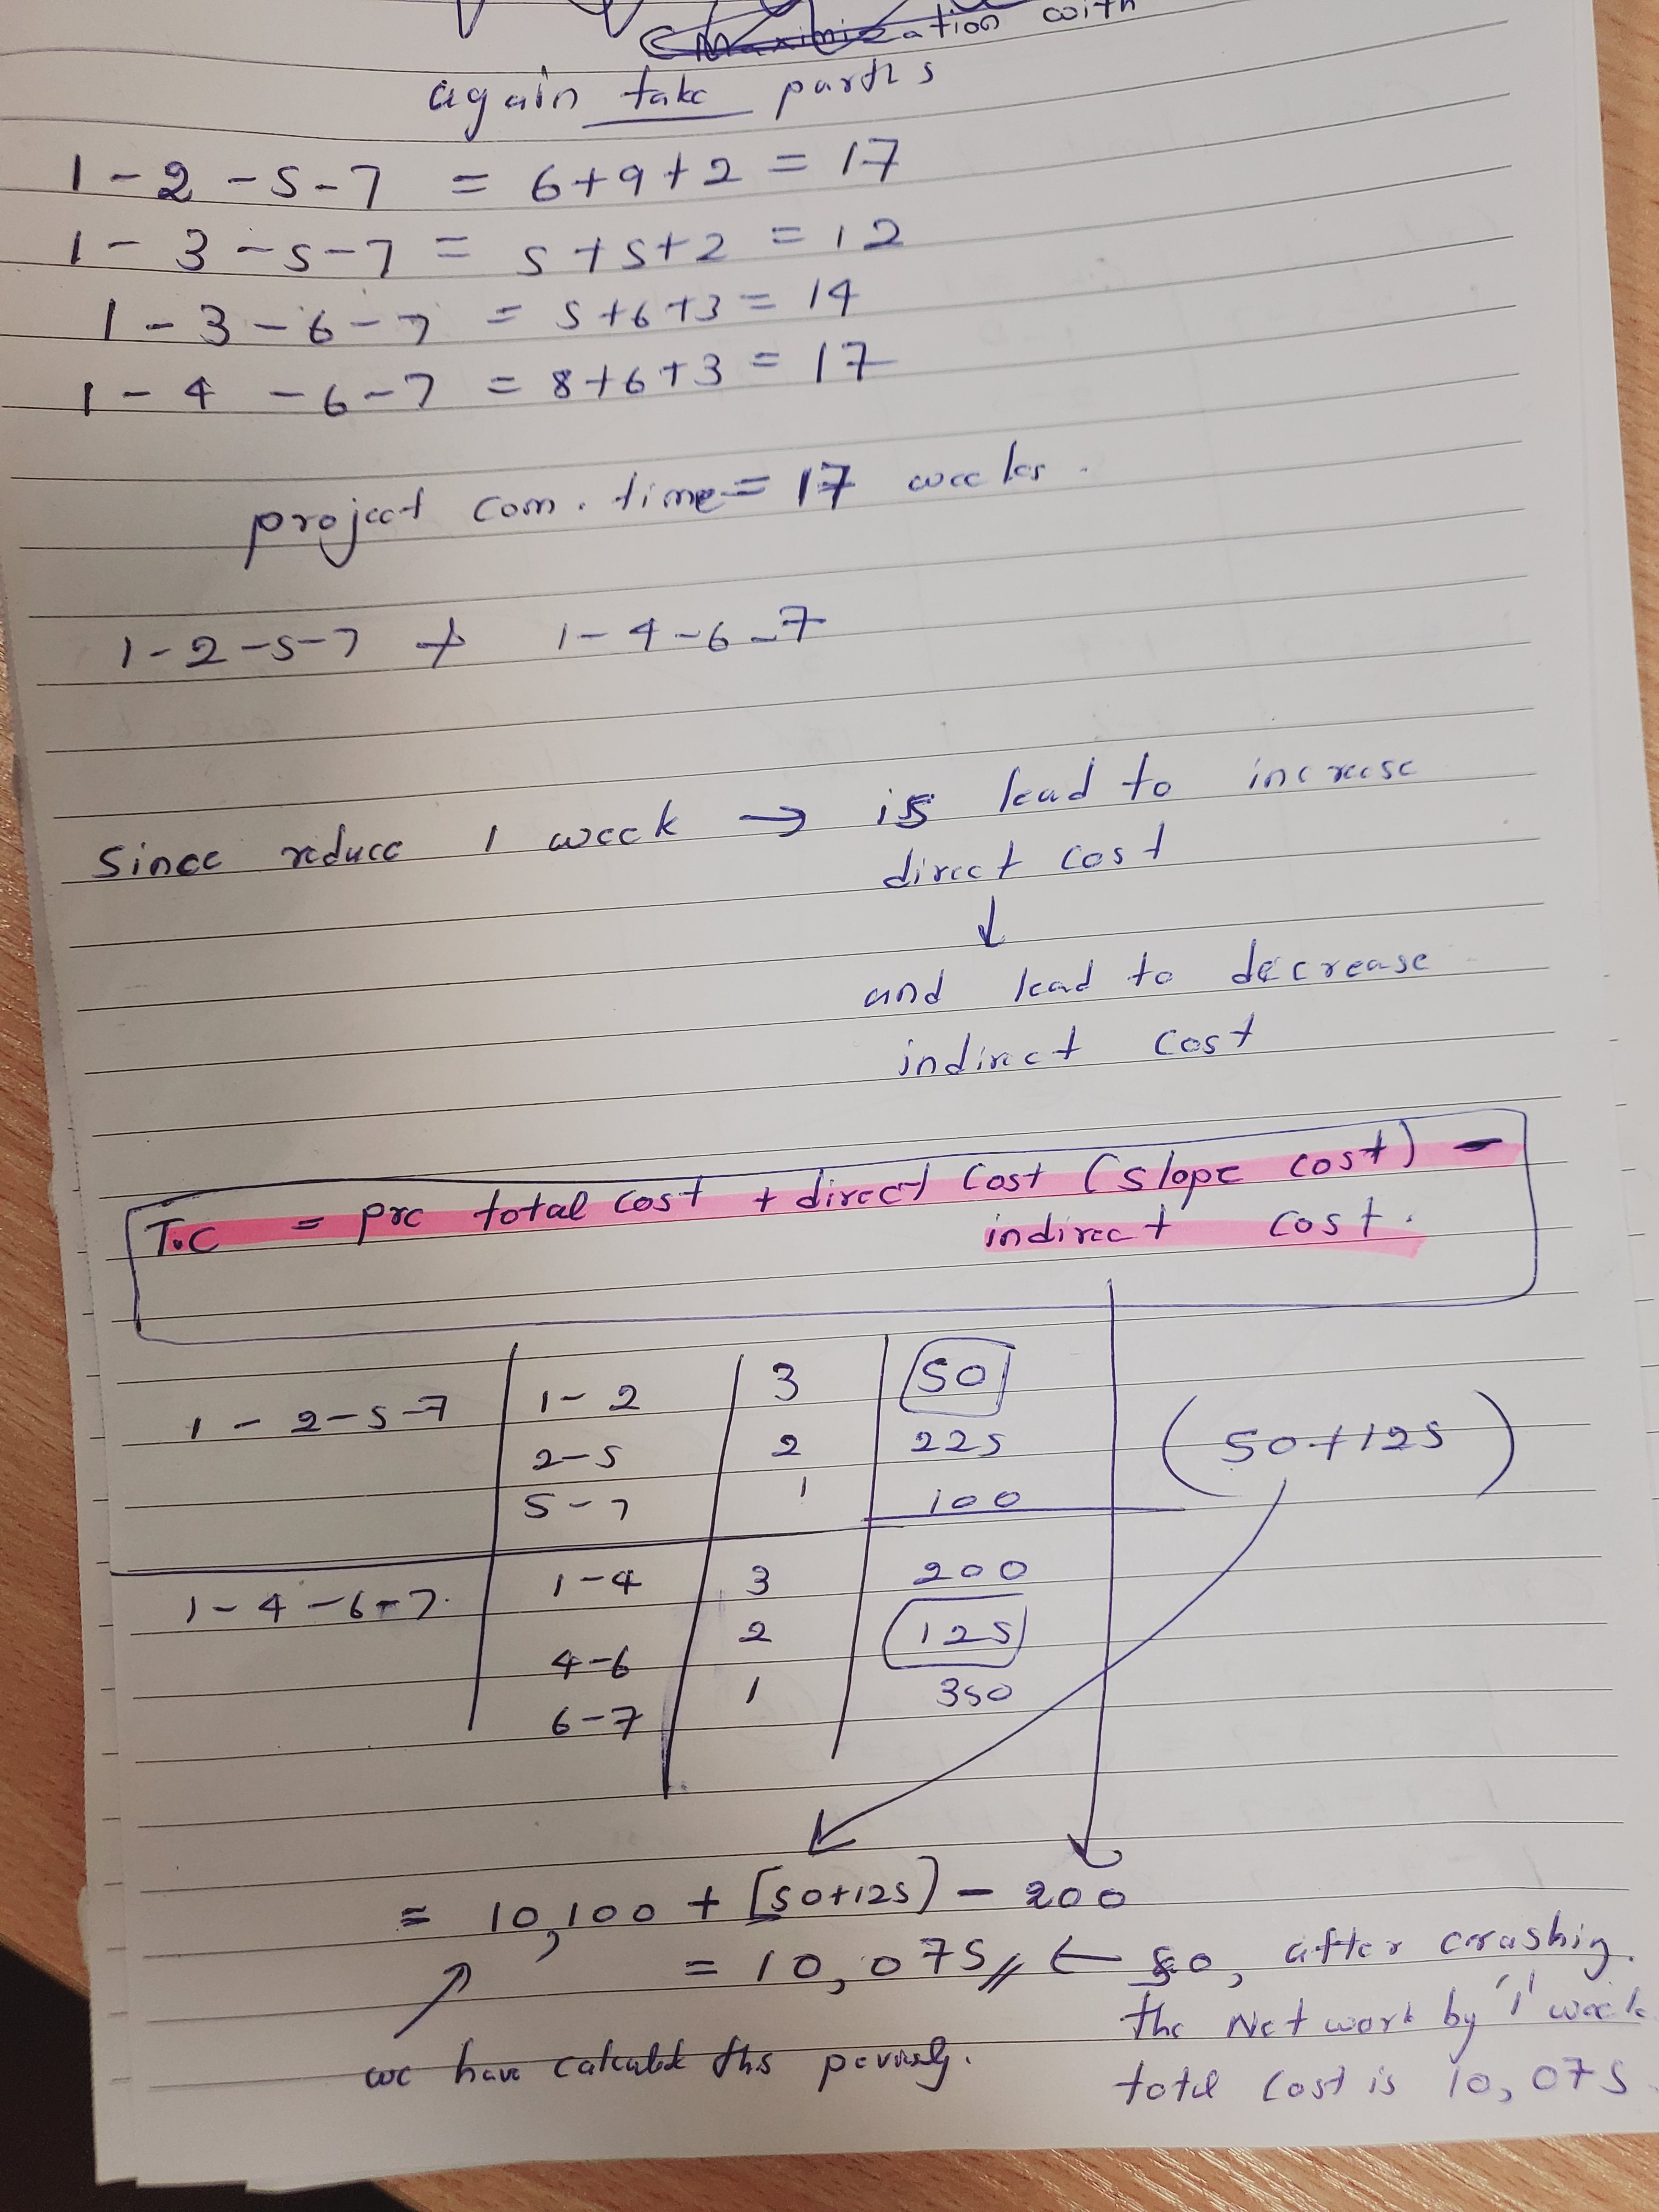 Maximization with
again take parths
1 - 2 - 5 - 7 = 6 + 9 + 2 = 17
1 - 3 - 5 - 7 = 5 + 5 + 2 = 12
1 - 3 - 6 - 7 = 5 + 6 + 3 = 14
1 - 4 - 6 - 7 = 8 + 6 + 3 = 17
project com. time = 17 weeks.
1 - 2 - 5 - 7 + 1 - 4 - 6 - 7
Since reduce 1 week → is lead to increase
direct cost
↓
and lead to decrease
indirect cost
T.C = pre total cost + direct cost (slope cost) -
indirect cost.
1 - 2 - 5 - 7 1 - 2 3 50
2 - 5 2 225 (50+125)
5 - 7 1 100
1 - 4 - 6 - 7. 1 - 4 3 200
4 - 6 2 125
6 - 7 1 350
= 10,100 + [50+125) - 200
= 10,075 // ← So, after crashing.
the Network by '1' week
we have calculated ths
total cost is 10,075